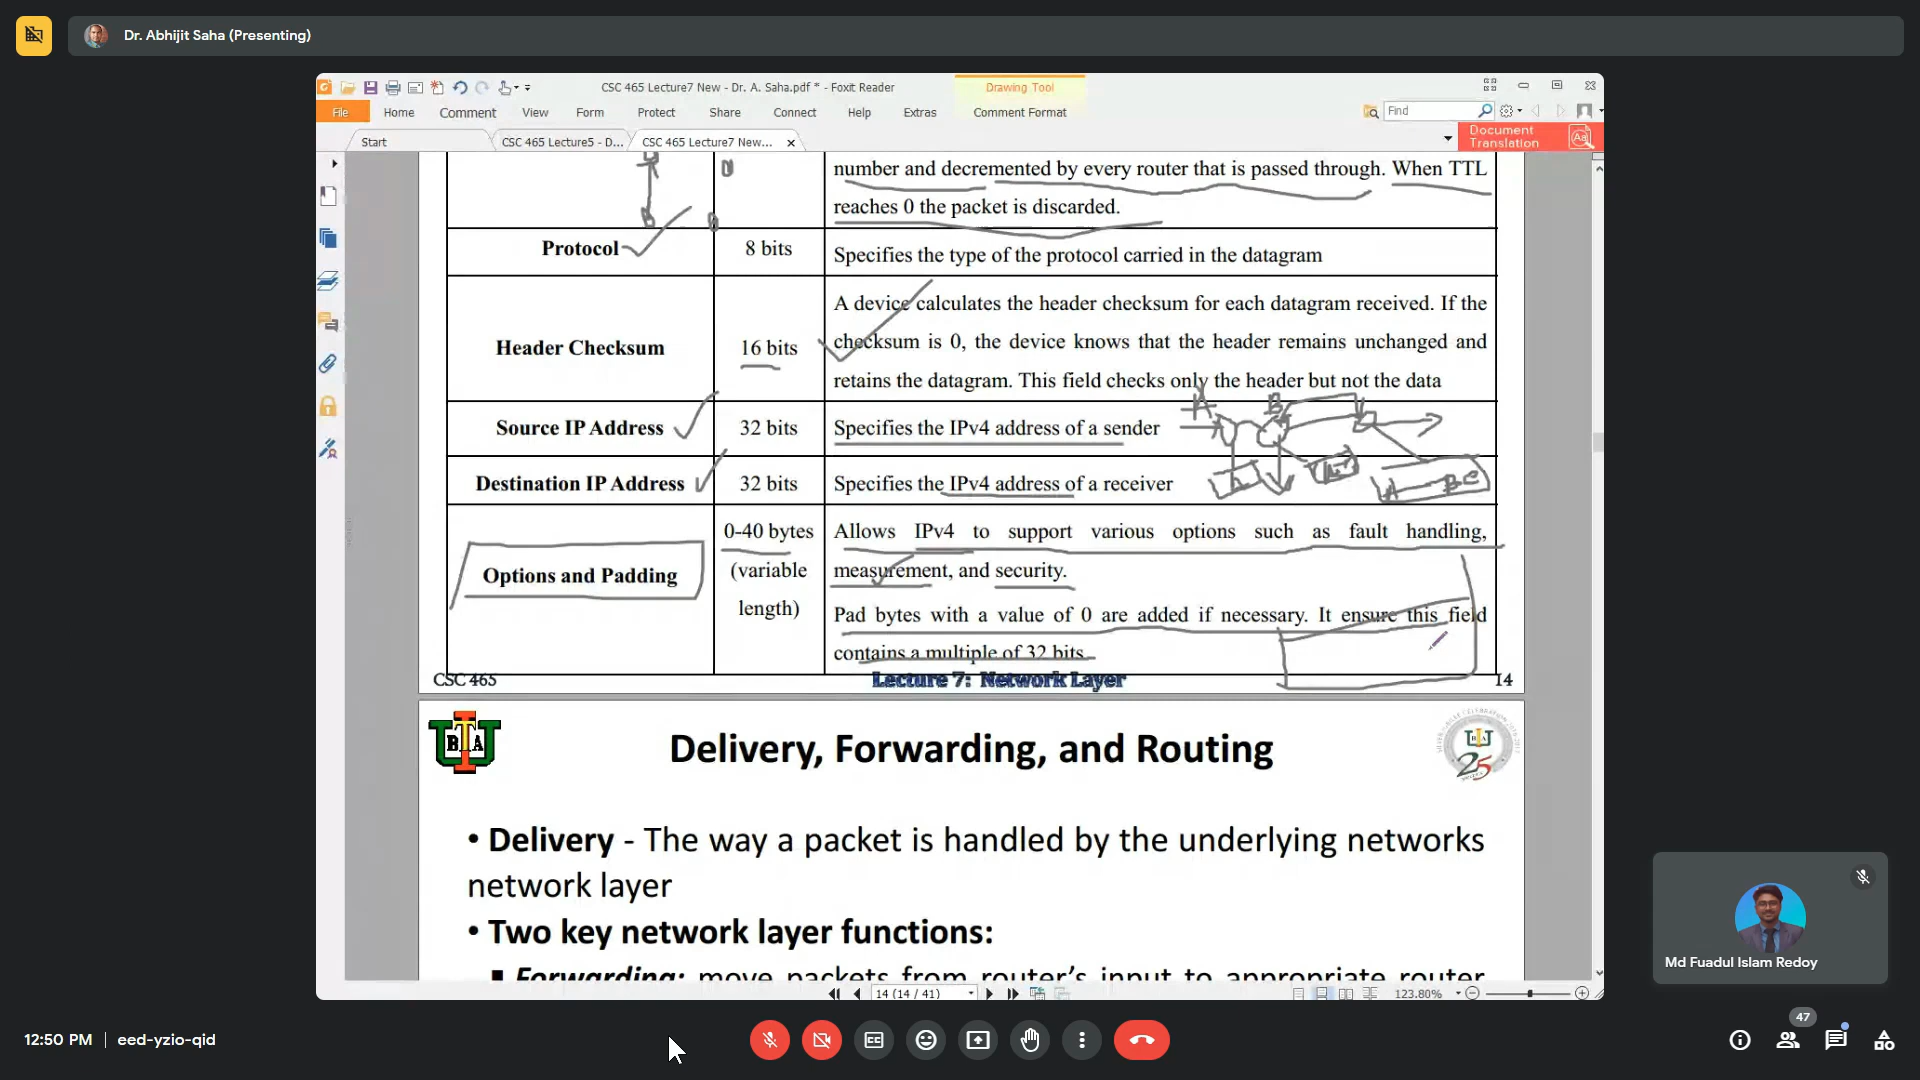 Dr. Abhijit Saha (Presenting)
CSC 465 Lecture7 New - Dr. A. Saha.pdf * - Foxit Reader
Drawing Tool
File Home Comment View Form Protect Share Connect Help Extras Comment Format
Find
Start
CSC 465 Lecture5 - D...
CSC 465 Lecture7 New...
Document
Translation
number and decremented by every router that is passed through. When TTL
reaches 0 the packet is discarded.
Protocol
8 bits
Specifies the type of the protocol carried in the datagram
Header Checksum
16 bits
A device calculates the header checksum for each datagram received. If the
checksum is 0, the device knows that the header remains unchanged and
retains the datagram. This field checks only the header but not the data
Source IP Address
32 bits
Specifies the IPv4 address of a sender
A
B
Destination IP Address
32 bits
Specifies the IPv4 address of a receiver
Options and Padding
0-40 bytes
(variable
length)
Allows IPv4 to support various options such as fault handling,
measurement, and security.
Pad bytes with a value of 0 are added if necessary. It ensure this field
contains a multiple of 32 bits.
CSC 465
Lecture 7: Network Layer
14
Delivery, Forwarding, and Routing
• Delivery - The way a packet is handled by the underlying networks
network layer
• Two key network layer functions:
▪ Forwarding: move packets from router's input to appropriate router
14 (14 / 41)
123.80%
Md Fuadul Islam Redoy
12:50 PM
eed-yzio-qid
47